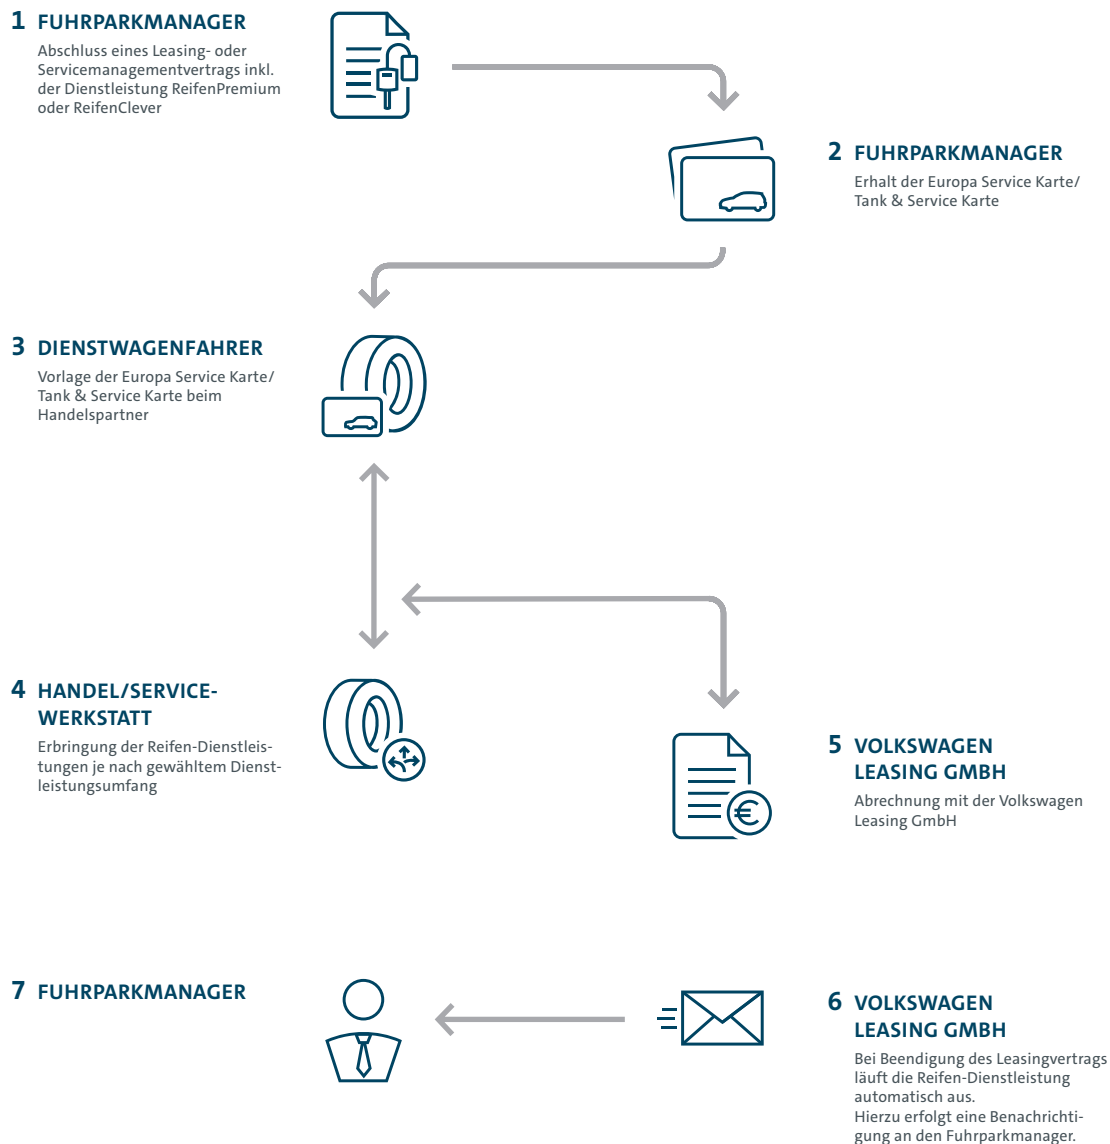 1 FUHRPARKMANAGER
Abschluss eines Leasing- oder
Servicemanagementvertrags inkl.
der Dienstleistung ReifenPremium
oder ReifenClever
2 FUHRPARKMANAGER
Erhalt der Europa Service Karte/
Tank & Service Karte
3 DIENSTWAGENFAHRER
Vorlage der Europa Service Karte/
Tank & Service Karte beim
Handelspartner
4 HANDEL/SERVICE-
WERKSTATT
Erbringung der Reifen-Dienstleis-
tungen je nach gewähltem Dienst-
leistungsumfang
5 VOLKSWAGEN
LEASING GMBH
Abrechnung mit der Volkswagen
Leasing GmbH
€
6 VOLKSWAGEN
LEASING GMBH
Bei Beendigung des Leasingvertrags
läuft die Reifen-Dienstleistung
automatisch aus.
Hierzu erfolgt eine Benachrichti-
gung an den Fuhrparkmanager.
7 FUHRPARKMANAGER